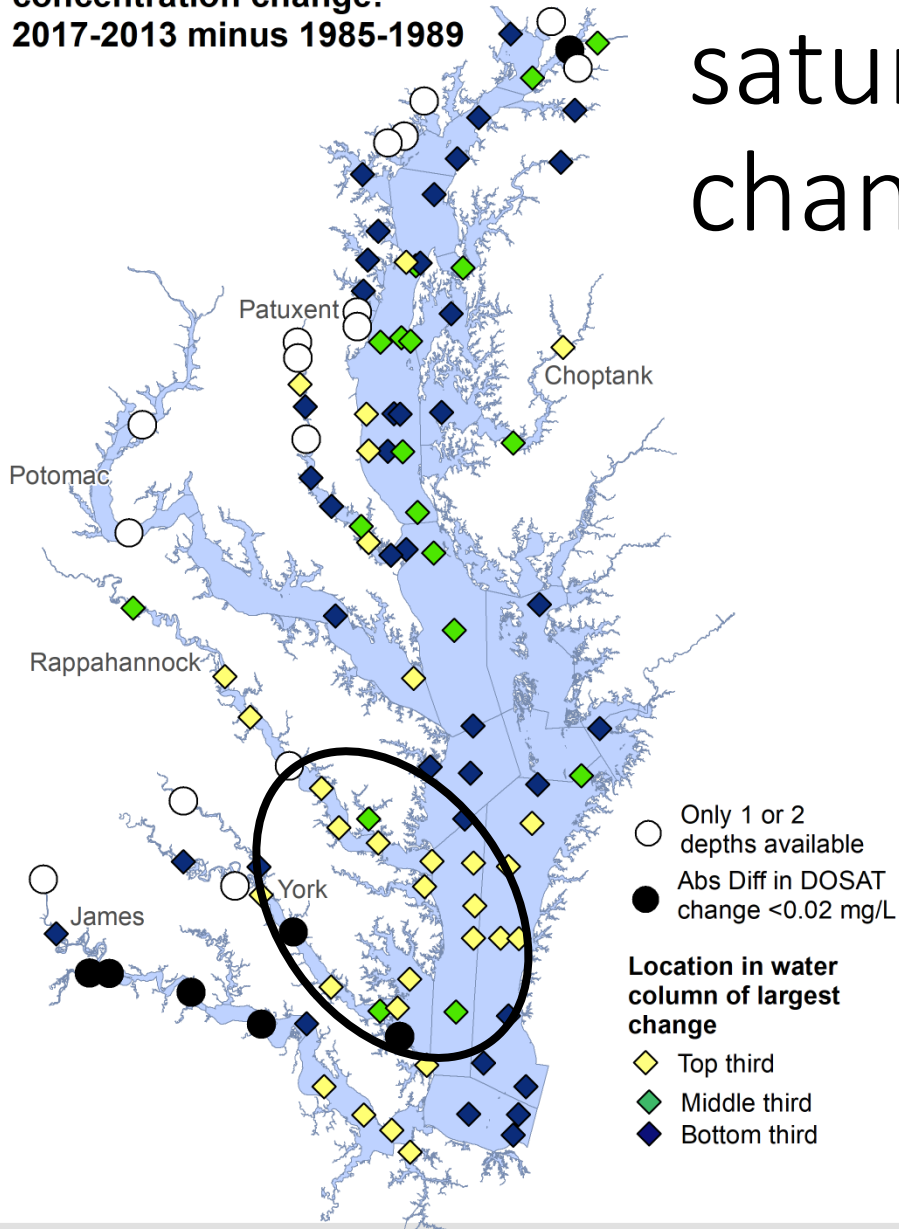 concentration change:
2017-2013 minus 1985-1989
Patuxent
Choptank
Potomac
Rappahannock
York
James
Only 1 or 2
depths available
Abs Diff in DOSAT
change <0.02 mg/L
Location in water
column of largest
change
Top third
Middle third
Bottom third